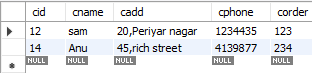 cid cname cadd cphone corder
12 sam 20,Periyar nagar 1234435 123
14 Anu 45,rich street 4139877 234
NULL NULL NULL NULL NULL